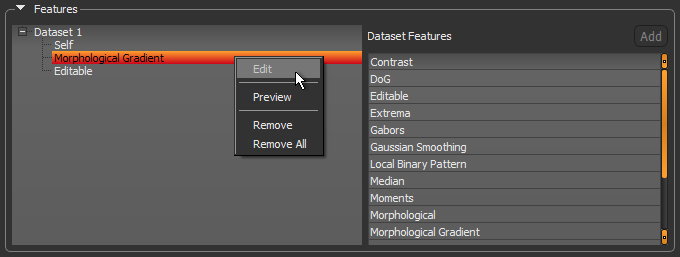 Features
Dataset 1
Self
Morphological Gradient
Editable
Edit
Preview
Remove
Remove All
Dataset Features
Add
Contrast
DoG
Editable
Extrema
Gabors
Gaussian Smoothing
Local Binary Pattern
Median
Moments
Morphological
Morphological Gradient